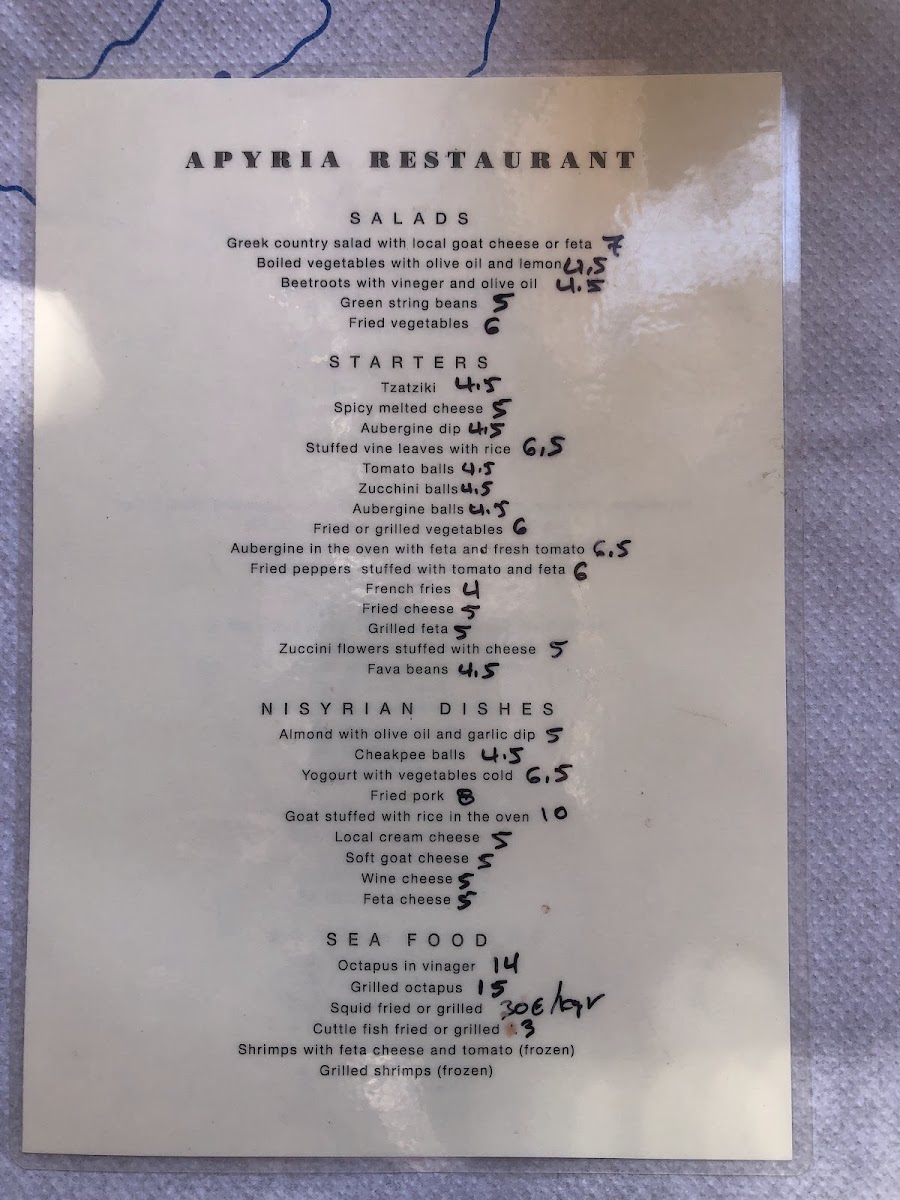 APYRIA RESTAURANT
SALADS
Greek country salad with local goat cheese or feta 7
Boiled vegetables with olive oil and lemon 4,5
Beetroots with vineger and olive oil 4.5
Green string beans 5
Fried vegetables 6
STARTERS
Tzatziki 4.5
Spicy melted cheese 5
Aubergine dip 4,5
Stuffed vine leaves with rice 6,5
Tomato balls 4.5
Zucchini balls 4.5
Aubergine balls 4.5
Fried or grilled vegetables 6
Aubergine in the oven with feta and fresh tomato 6.5
Fried peppers stuffed with tomato and feta 6
French fries 4
Fried cheese 5
Grilled feta 5
Zuccini flowers stuffed with cheese 5
Fava beans 4.5
NISYRIAN DISHES
Almond with olive oil and garlic dip 5
Cheakpee balls 4.5
Yogourt with vegetables cold 6,5
Fried pork 8
Goat stuffed with rice in the oven 10
Local cream cheese 5
Soft goat cheese 5
Wine cheese 5
Feta cheese 5
SEA FOOD
Octapus in vinager 14
Grilled octapus 15
Squid fried or grilled 30€/kgr
Cuttle fish fried or grilled
Shrimps with feta cheese and tomato (frozen)
Grilled shrimps (frozen)